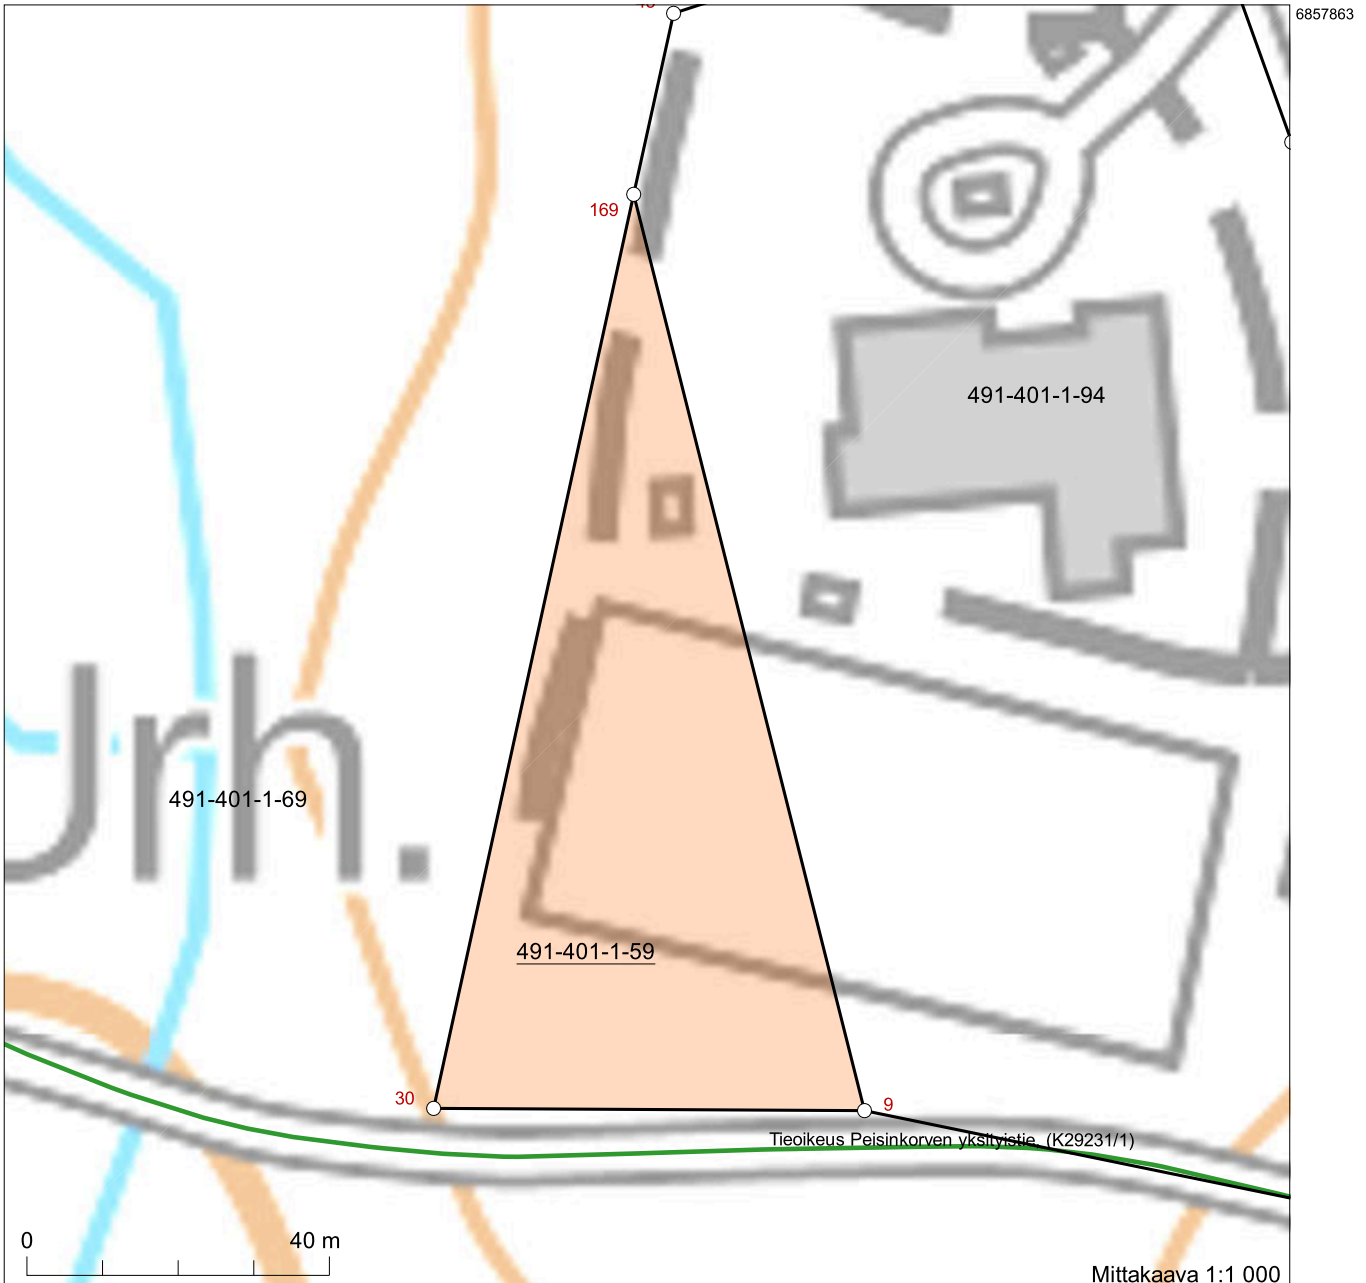 6857863
169
491-401-1-94
Urh.
491-401-1-69
491-401-1-59
30
9
Tieoikeus Peisinkorven yksityistie (K29231/1)
0
40 m
Mittakaava 1:1 000